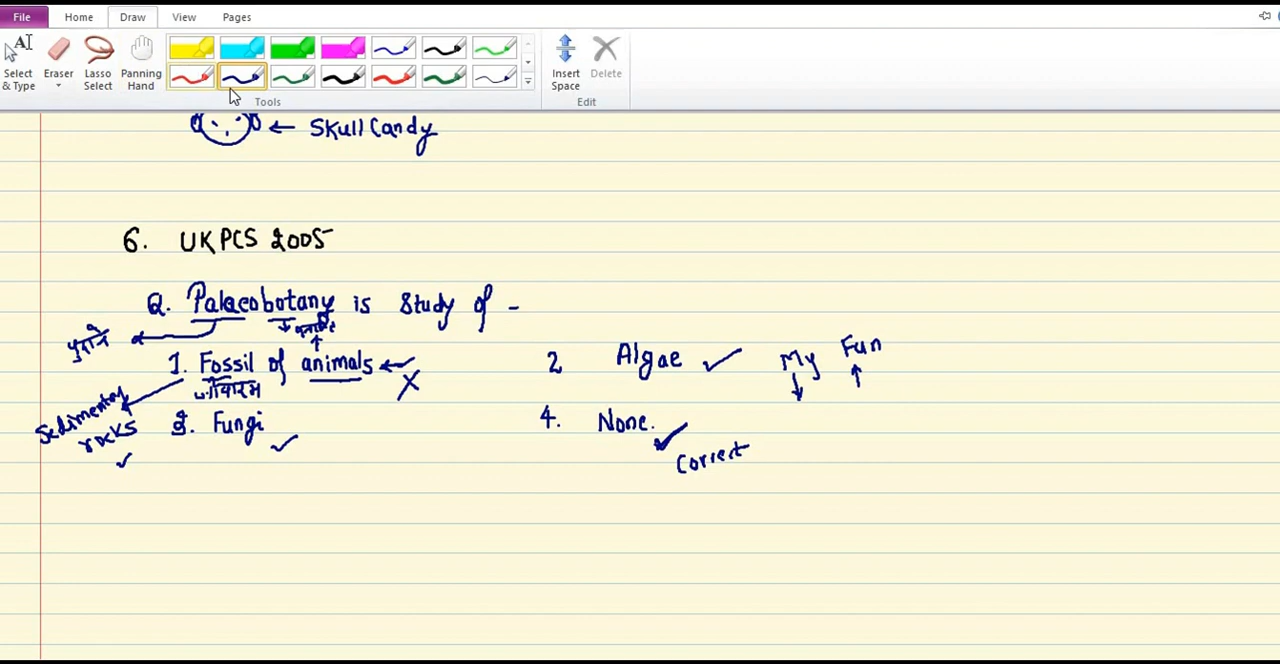 File Home Draw View Pages
Select & Type
Eraser
Lasso Select
Panning Hand
Insert Space
Delete
Tools
Edit
← Skull Candy
6. UKPCS 2005
Q. Palaeobotany is Study of -
1. Fossil of animals
2 Algae
My Fun
जीवाश्म
Sedimentary rocks
3. Fungi
4. None.
Correct